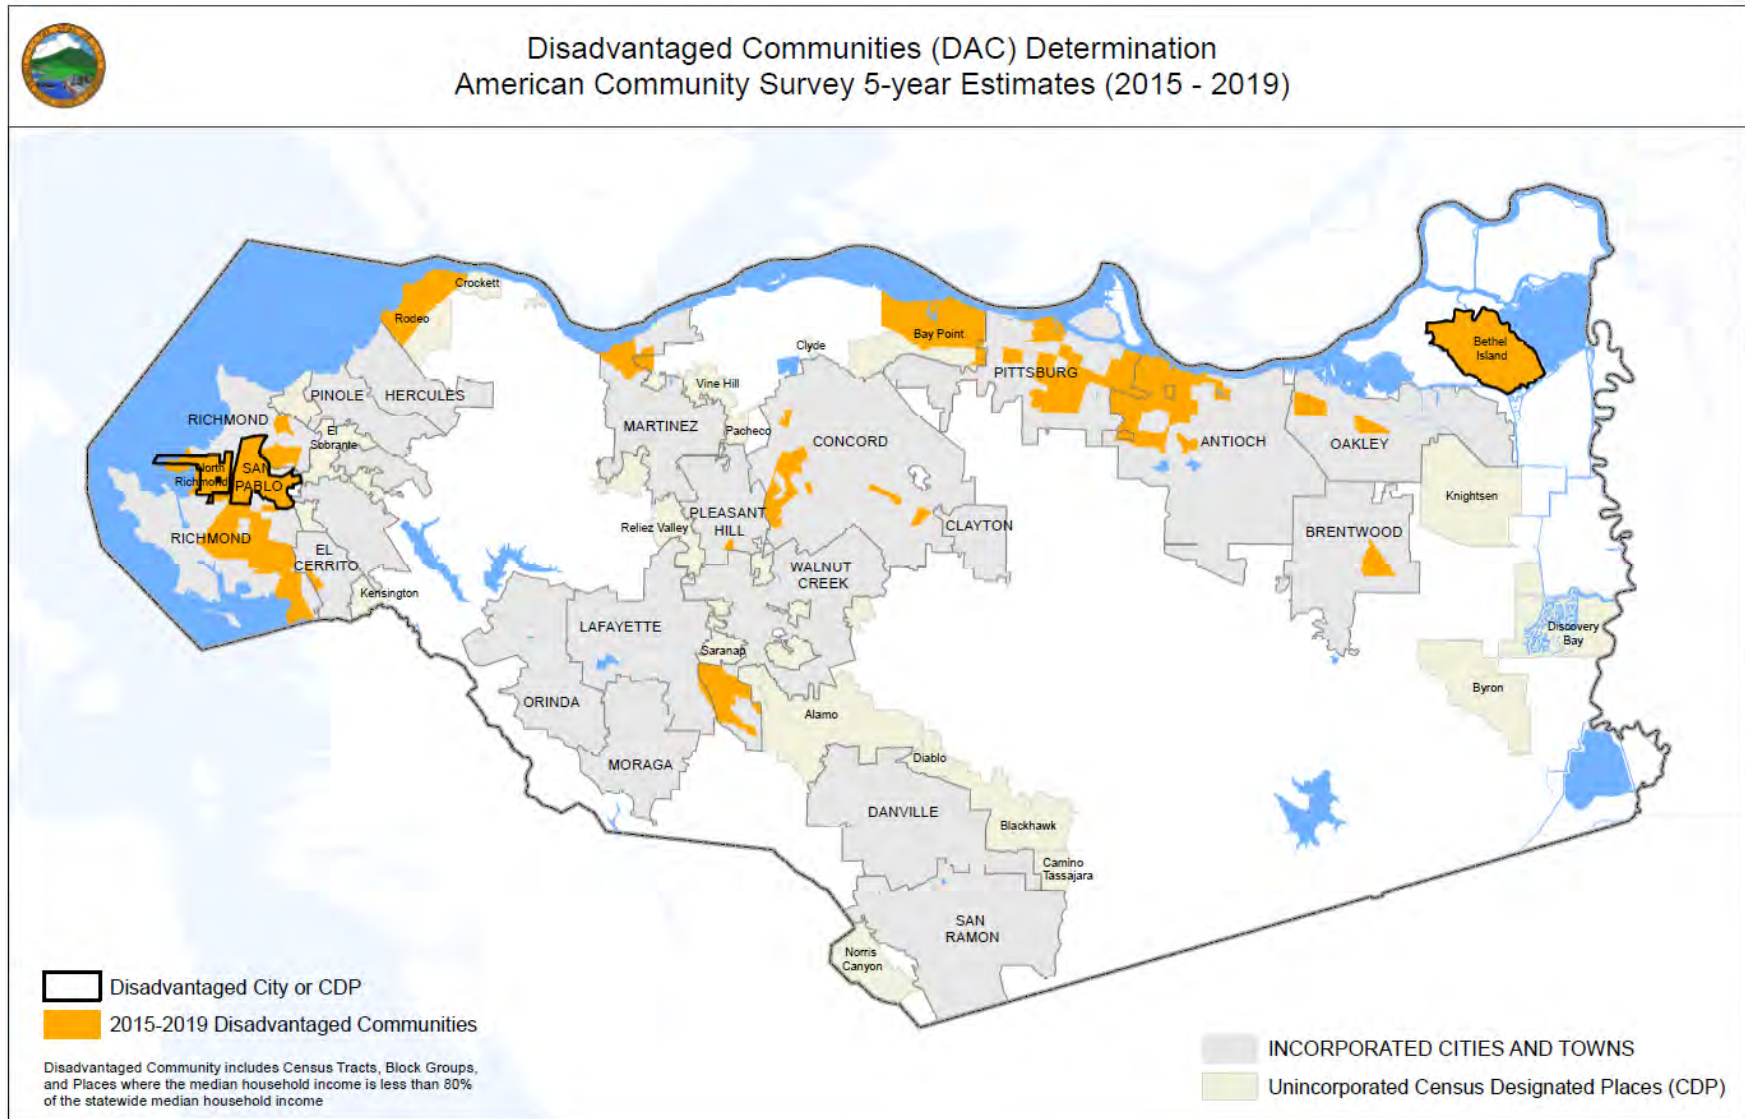 Disadvantaged Communities (DAC) Determination
American Community Survey 5-year Estimates (2015 - 2019)
Crockett
Rodeo
Bay Point
Clyde
Bethel
Island
PITTSBURG
Vine Hill
PINOLE
HERCULES
RICHMOND
MARTINEZ
Pacheco
El
Sobrante
CONCORD
ANTIOCH
OAKLEY
North
Richmond
SAN
PABLO
Knightsen
PLEASANT
HILL
Reliez Valley
CLAYTON
BRENTWOOD
RICHMOND
EL
CERRITO
WALNUT
CREEK
Kensington
LAFAYETTE
Discovery
Bay
Saranap
Byron
ORINDA
Alamo
MORAGA
Diablo
DANVILLE
Blackhawk
Camino
Tassajara
SAN
RAMON
Norris
Canyon
Disadvantaged City or CDP
2015-2019 Disadvantaged Communities
Disadvantaged Community includes Census Tracts, Block Groups,
and Places where the median household income is less than 80%
of the statewide median household income
INCORPORATED CITIES AND TOWNS
Unincorporated Census Designated Places (CDP)